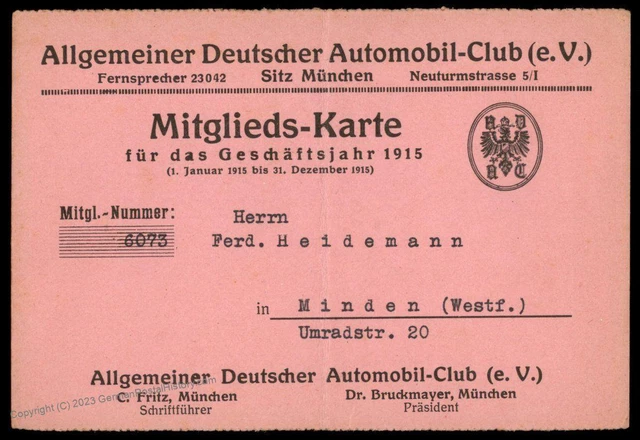 Allgemeiner Deutscher Automobil-Club (e. V.)
Fernsprecher 23042 Sitz München Neuturmstrasse 5/I
Mitglieds-Karte
für das Geschäftsjahr 1915
(1. Januar 1915 bis 31. Dezember 1915)
A D
A C
Mitgl.-Nummer:
6073
Herrn
Ferd. Heidemann
in Minden (Westf.)
Umradstr. 20
Allgemeiner Deutscher Automobil-Club (e. V.)
C. Fritz, München Dr. Bruckmayer, München
Schriftführer Präsident
Copyright (C) 2023 GermanPostalHistory.com